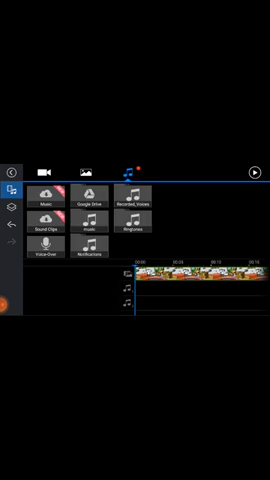 Music
Google Drive
Recorded_Voices
Sound Clips
music
Ringtones
Voice-Over
Notifications
00:00
00:05
00:10
00:15